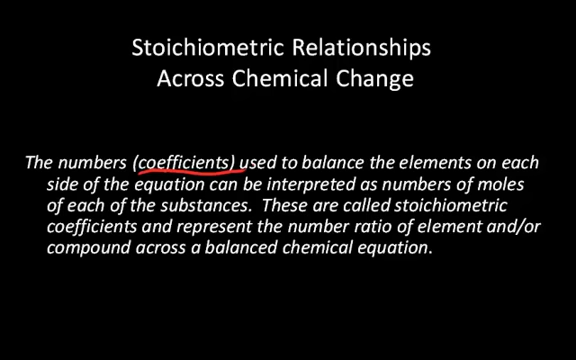 Stoichiometric Relationships
Across Chemical Change
The numbers (coefficients) used to balance the elements on each
side of the equation can be interpreted as numbers of moles
of each of the substances.  These are called stoichiometric
coefficients and represent the number ratio of element and/or
compound across a balanced chemical equation.